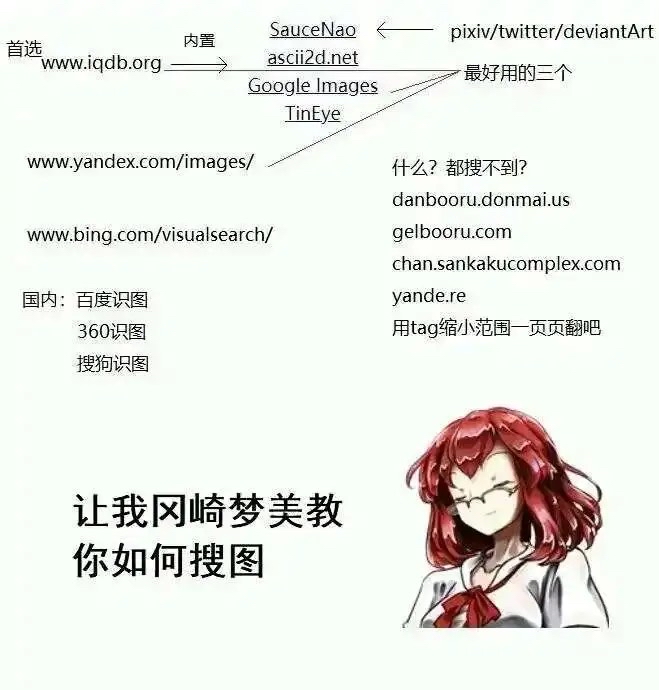 首选
www.iqdb.org
内置
SauceNao
ascii2d.net
Google Images
TinEye
pixiv/twitter/deviantArt
最好用的三个
www.yandex.com/images/
www.bing.com/visualsearch/
国内：百度识图
360识图
搜狗识图
什么？都搜不到？
danbooru.donmai.us
gelbooru.com
chan.sankakucomplex.com
yande.re
用tag缩小范围一页页翻吧
让我冈崎梦美教
你如何搜图